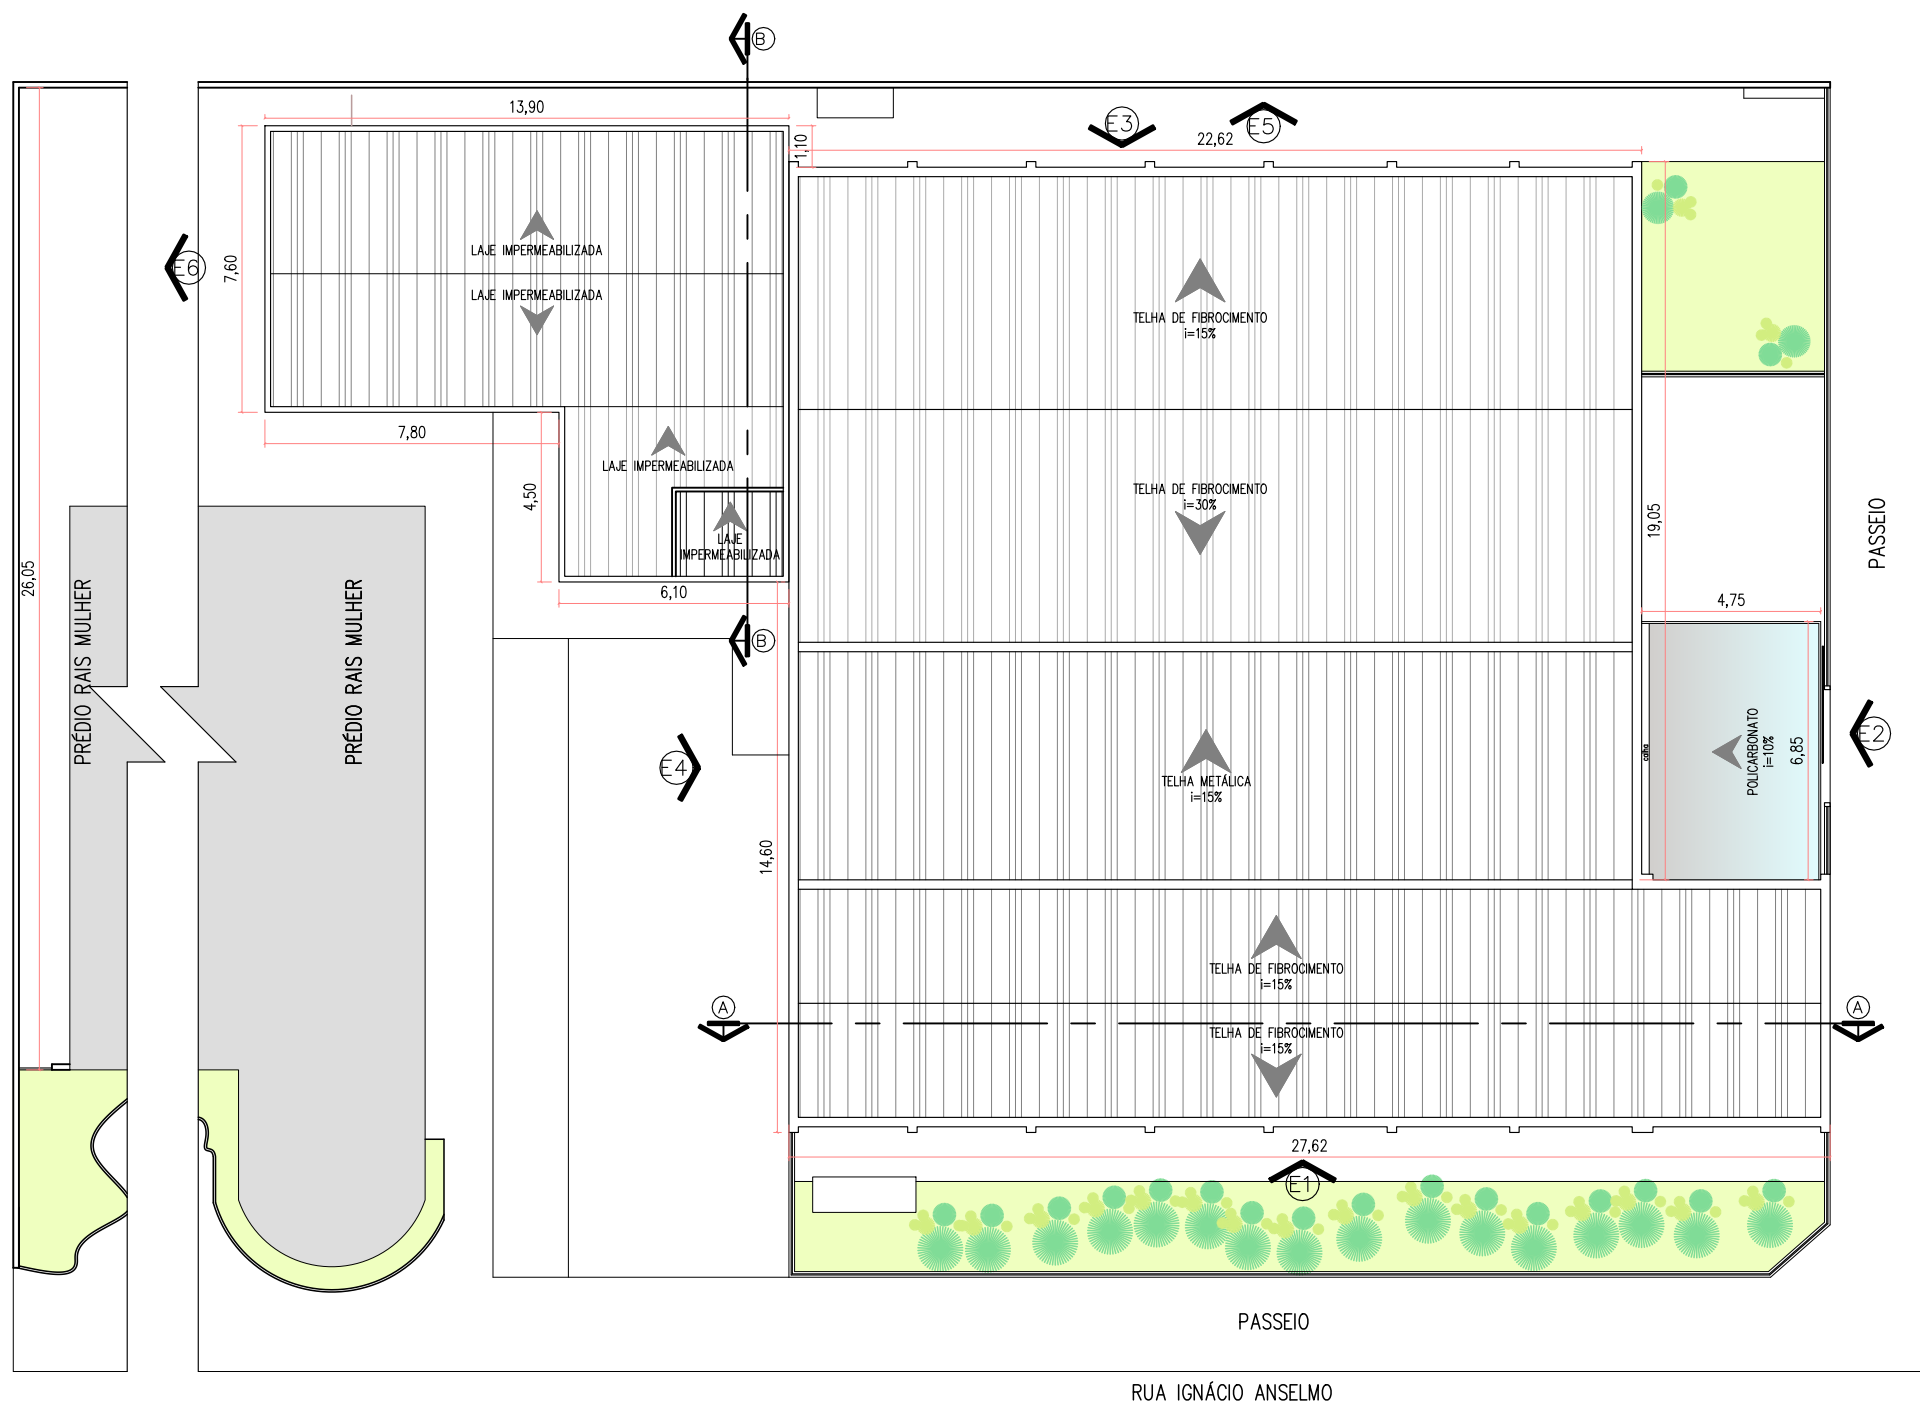 B
13,90
E3
E5
22,62
1,10
E6
7,60
LAJE IMPERMEABILIZADA
LAJE IMPERMEABILIZADA
TELHA DE FIBROCIMENTO
i=15%
7,80
LAJE IMPERMEABILIZADA
4,50
TELHA DE FIBROCIMENTO
i=30%
19,05
PASSEIO
LAJE
IMPERMEABILIZADA
26,05
PRÉDIO RAIS MULHER
PRÉDIO RAIS MULHER
6,10
4,75
B
E4
TELHA METÁLICA
i=15%
calha
POLICARBONATO
i=10%
6,85
E2
14,60
TELHA DE FIBROCIMENTO
i=15%
A
A
TELHA DE FIBROCIMENTO
i=15%
27,62
E1
PASSEIO
RUA IGNÁCIO ANSELMO